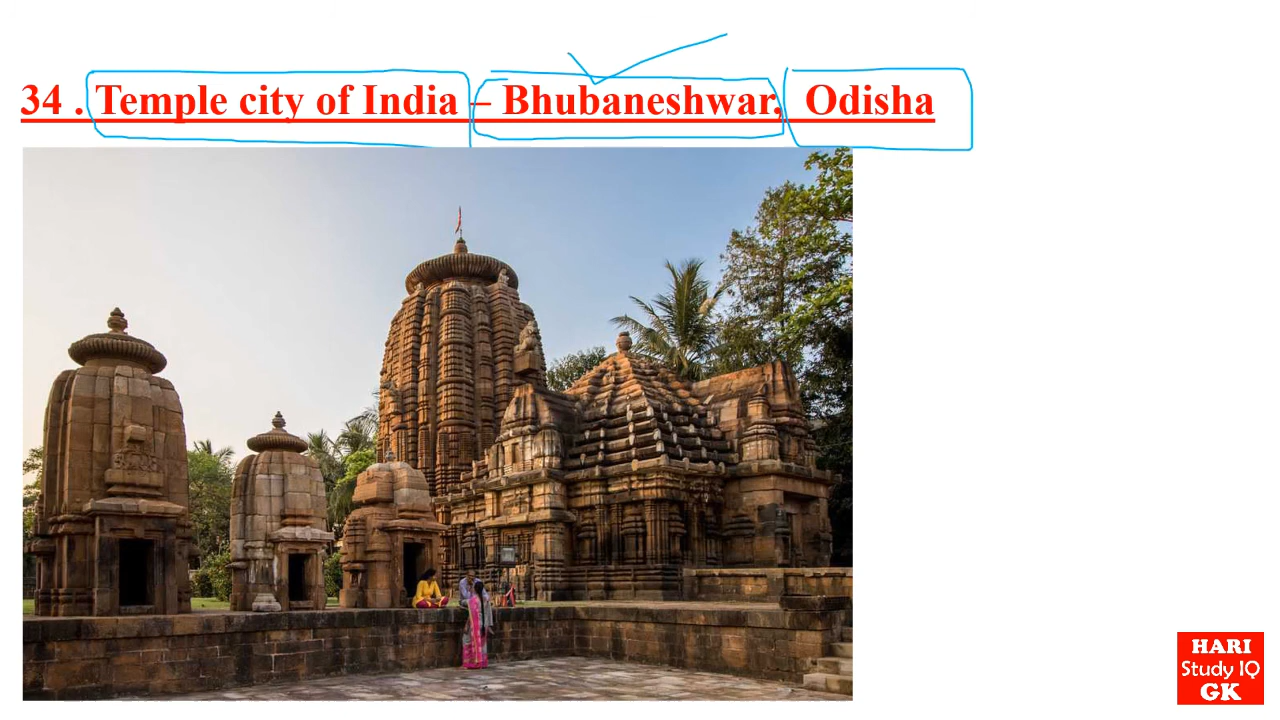 34 . Temple city of India – Bhubaneshwar, Odisha
HARI
Study IQ
GK